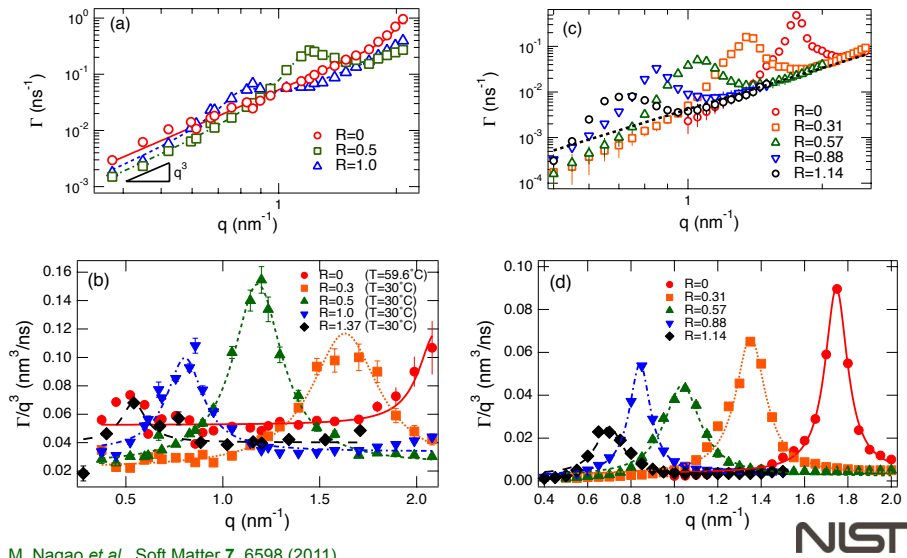 (a)
Γ (ns⁻¹)
10⁰
10⁻¹
10⁻²
10⁻³
R=0
R=0.5
R=1.0
q³
1
q (nm⁻¹)
(c)
Γ (ns⁻¹)
10⁻¹
10⁻²
10⁻³
10⁻⁴
R=0
R=0.31
R=0.57
R=0.88
R=1.14
1
q (nm⁻¹)
(b)
Γ/q³ (nm³/ns)
0.16
0.14
0.12
0.10
0.08
0.06
0.04
0.02
R=0 (T=59.6°C)
R=0.3 (T=30°C)
R=0.5 (T=30°C)
R=1.0 (T=30°C)
R=1.37 (T=30°C)
0.5 1.0 1.5 2.0
q (nm⁻¹)
(d)
Γ/q³ (nm³/ns)
0.10
0.08
0.06
0.04
0.02
0.00
R=0
R=0.31
R=0.57
R=0.88
R=1.14
0.4 0.6 0.8 1.0 1.2 1.4 1.6 1.8 2.0
q (nm⁻¹)
M. Nagao et al., Soft Matter 7, 6598 (2011)
NIST